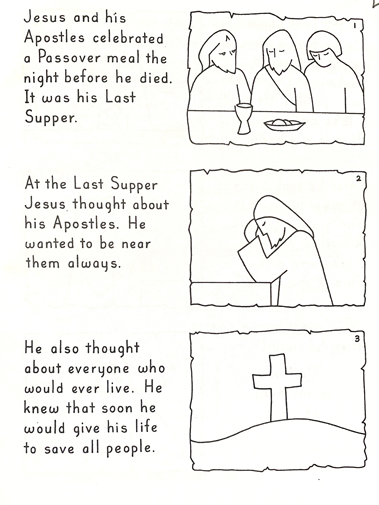 Jesus and his
Apostles celebrated
a Passover meal the
night before he died.
It was his Last
Supper.
1
At the Last Supper
Jesus thought about
his Apostles. He
wanted to be near
them always.
2
He also thought
about everyone who
would ever live. He
knew that soon he
would give his life
to save all people.
3